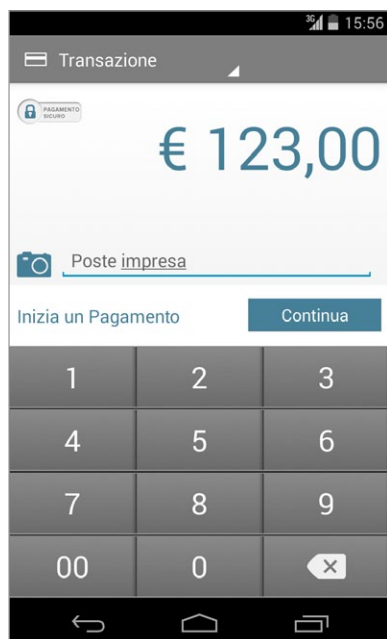 3G 15:56
Transazione
PAGAMENTO
SICURO
€ 123,00
Poste impresa
Inizia un Pagamento
Continua
1 2 3
4 5 6
7 8 9
00 0